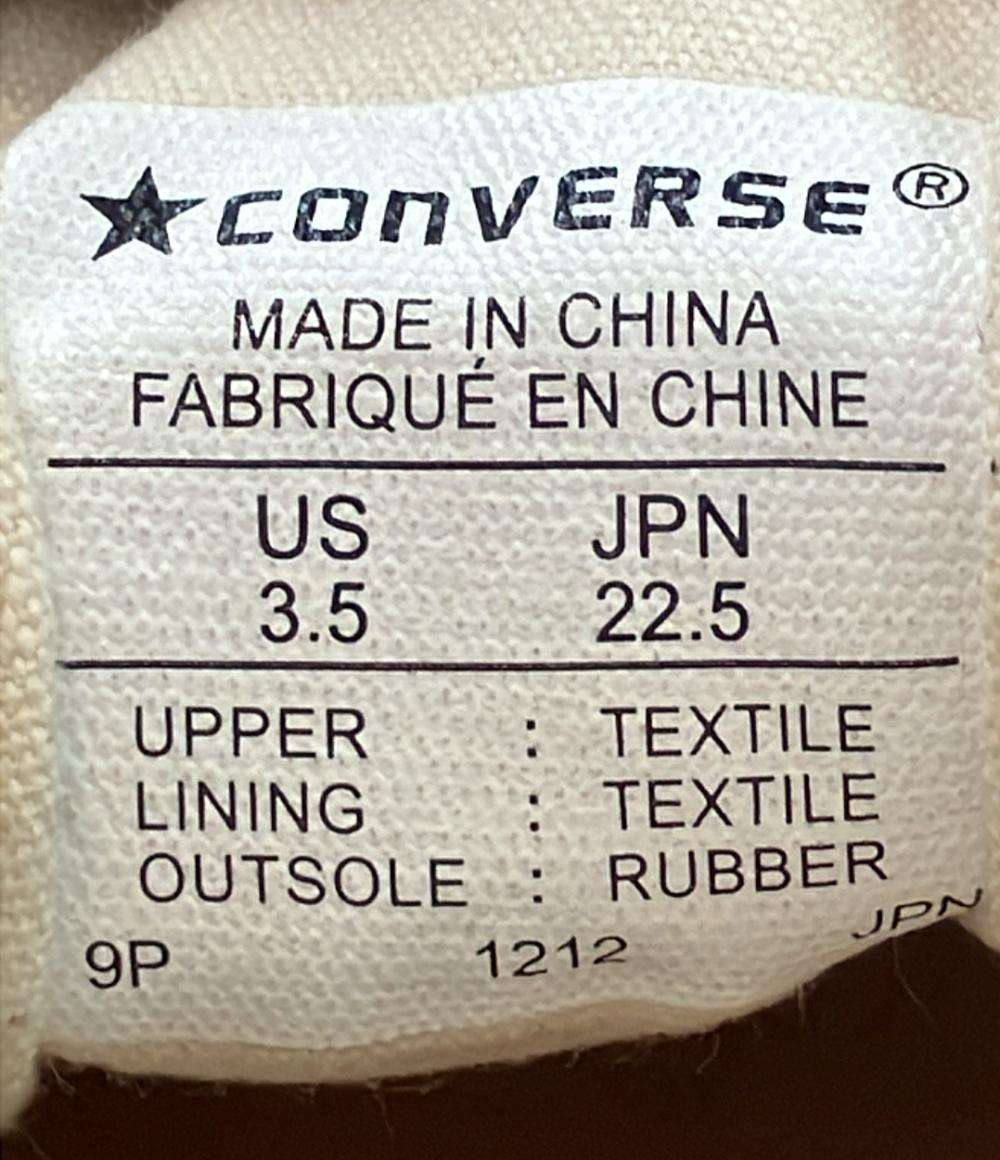 ★CONVERSE®
MADE IN CHINA
FABRIQUÉ EN CHINE
US JPN
3.5 22.5
UPPER : TEXTILE
LINING : TEXTILE
OUTSOLE : RUBBER
9P 1212 JPN